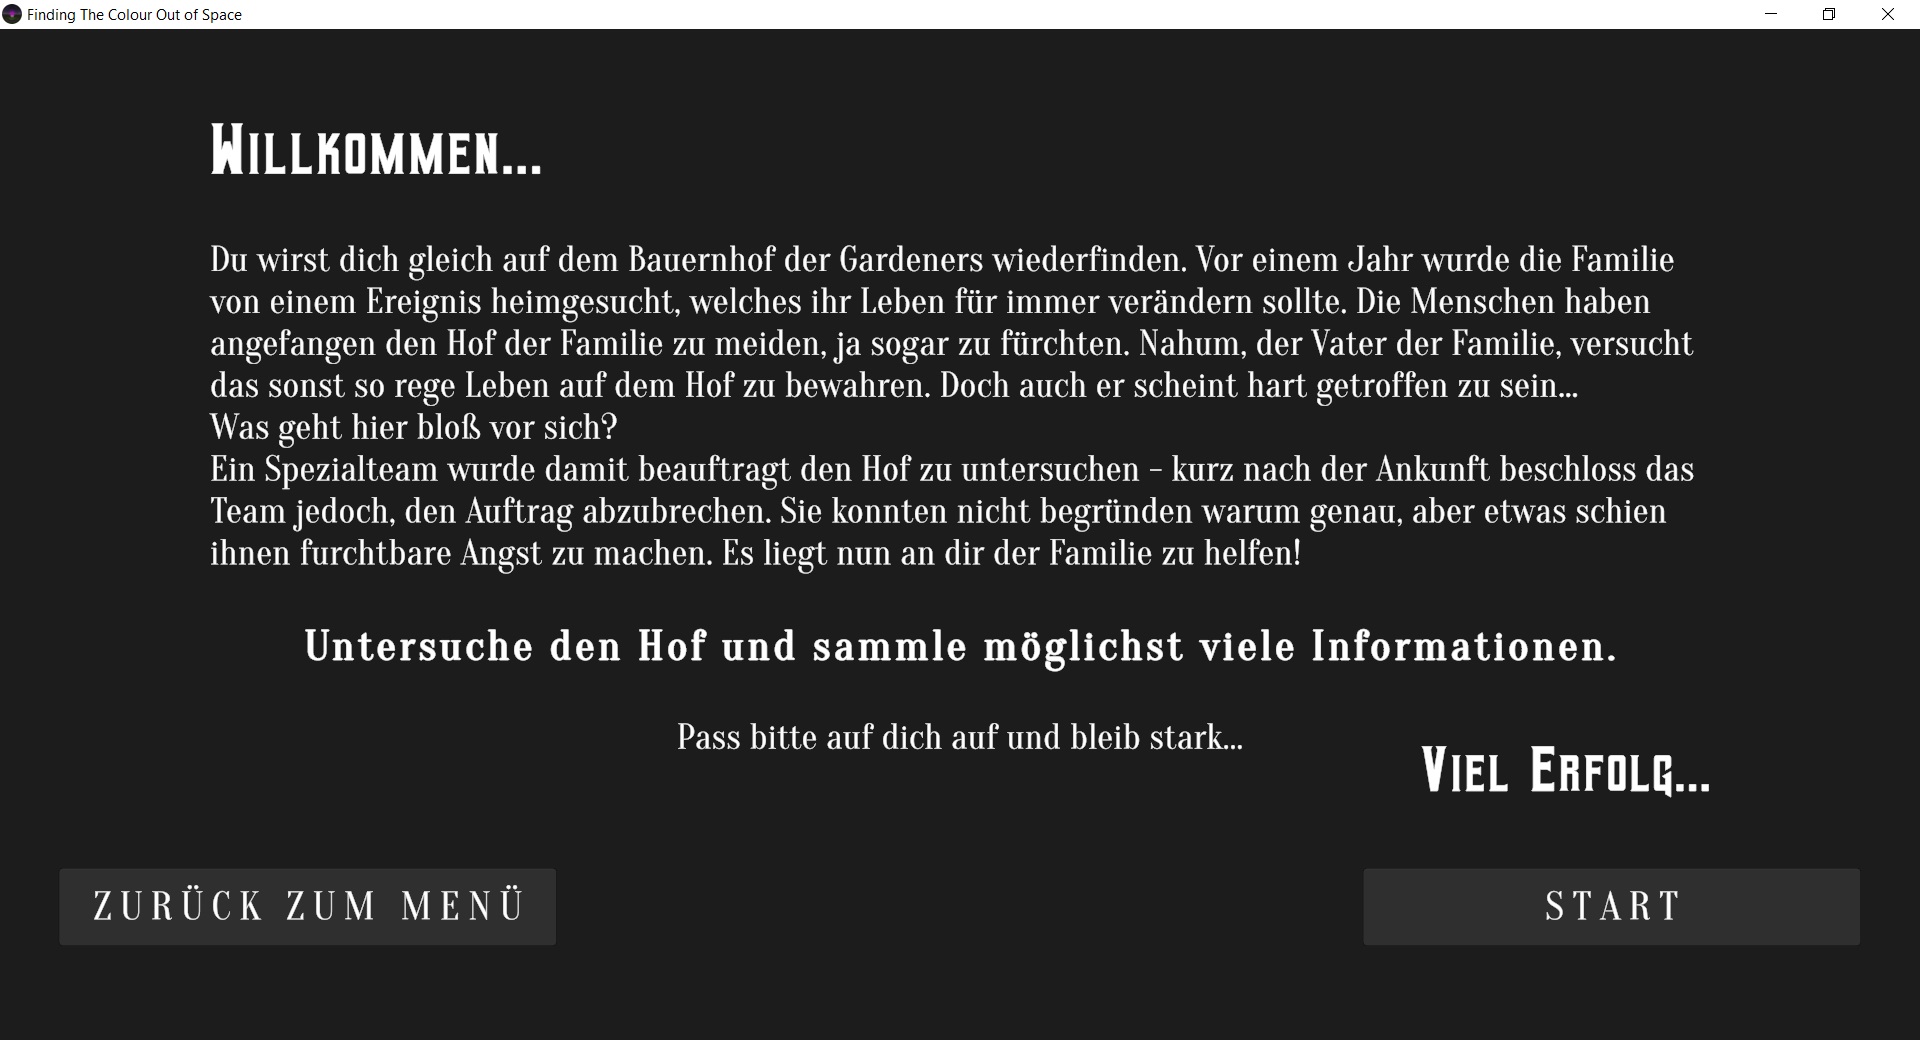 Finding The Colour Out of Space
Willkommen...
Du wirst dich gleich auf dem Bauernhof der Gardeners wiederfinden. Vor einem Jahr wurde die Familie
von einem Ereignis heimgesucht, welches ihr Leben für immer verändern sollte. Die Menschen haben
angefangen den Hof der Familie zu meiden, ja sogar zu fürchten. Nahum, der Vater der Familie, versucht
das sonst so rege Leben auf dem Hof zu bewahren. Doch auch er scheint hart getroffen zu sein...
Was geht hier bloß vor sich?
Ein Spezialteam wurde damit beauftragt den Hof zu untersuchen - kurz nach der Ankunft beschloss das
Team jedoch, den Auftrag abzubrechen. Sie konnten nicht begründen warum genau, aber etwas schien
ihnen furchtbare Angst zu machen. Es liegt nun an dir der Familie zu helfen!
Untersuche den Hof und sammle möglichst viele Informationen.
Pass bitte auf dich auf und bleib stark...
Viel Erfolg...
ZURÜCK ZUM MENÜ
START